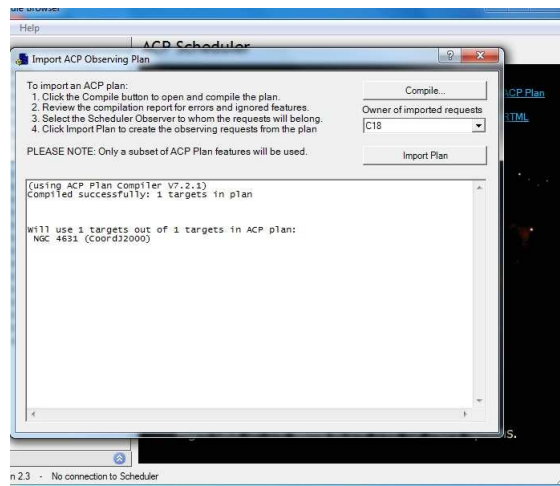 Help
ACP Scheduler
Import ACP Observing Plan
To import an ACP plan:
1. Click the Compile button to open and compile the plan.
2. Review the compilation report for errors and ignored features.
3. Select the Scheduler Observer to whom the requests will belong.
4. Click Import Plan to create the observing requests from the plan
PLEASE NOTE: Only a subset of ACP Plan features will be used.
Compile...
Owner of imported requests
C18
Import Plan
ACP Plan
RTML
(using ACP Plan Compiler V7.2.1)
Compiled successfully: 1 targets in plan
Will use 1 targets out of 1 targets in ACP plan:
NGC 4631 (CoordJ2000)
n 2.3 - No connection to Scheduler